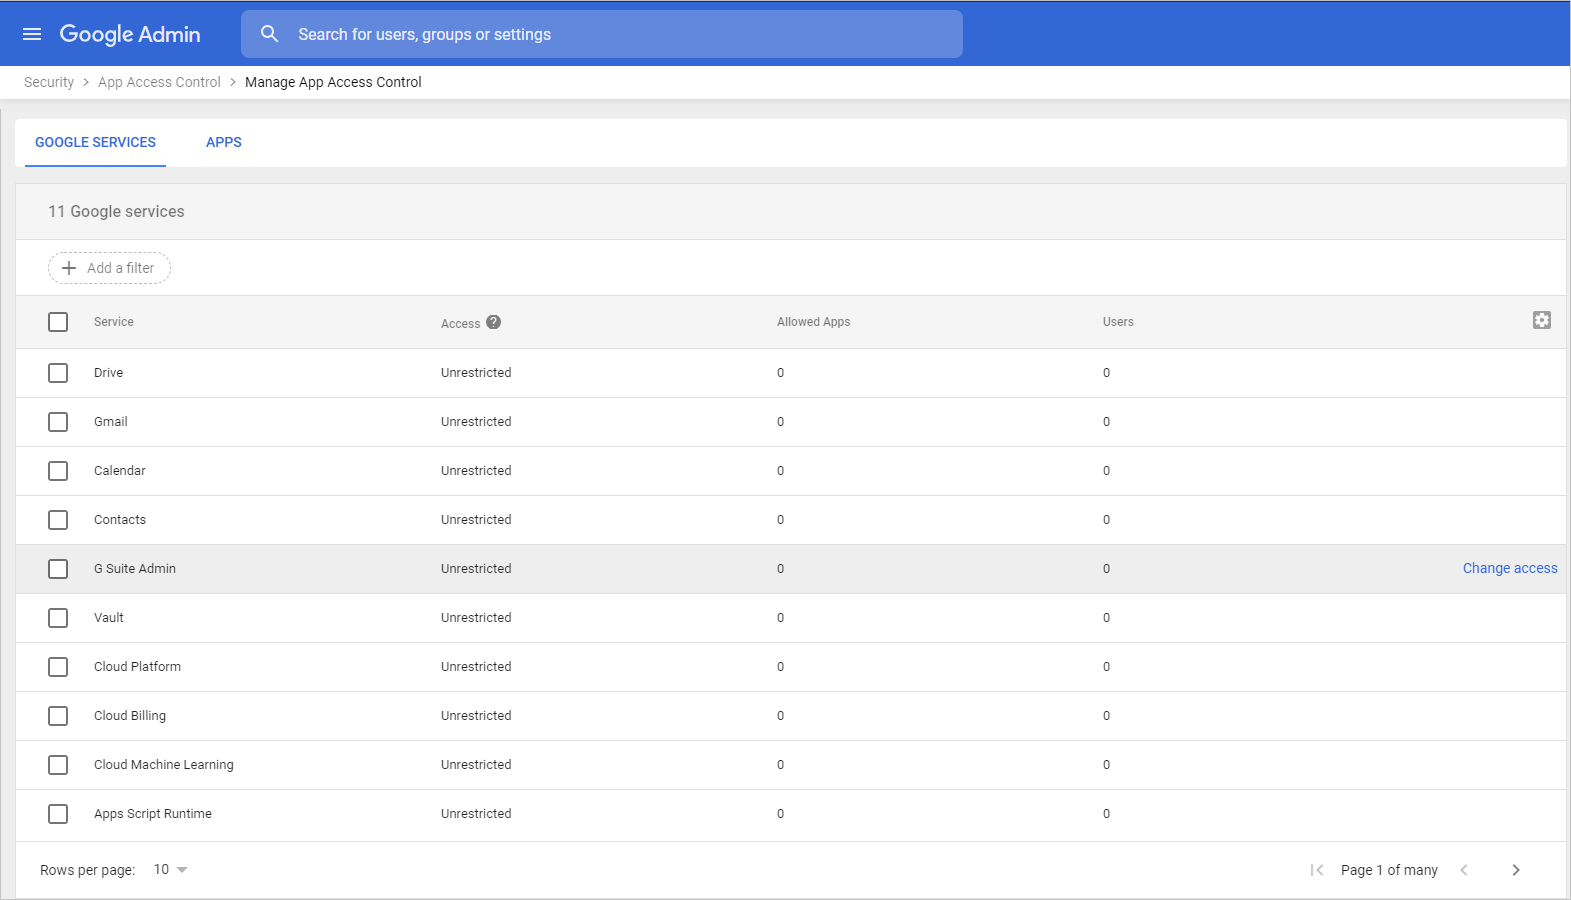 Google Admin Search for users, groups or settings
Security > App Access Control > Manage App Access Control
GOOGLE SERVICES APPS
11 Google services
+ Add a filter
Service Access ? Allowed Apps Users
Drive Unrestricted 0 0
Gmail Unrestricted 0 0
Calendar Unrestricted 0 0
Contacts Unrestricted 0 0
G Suite Admin Unrestricted 0 0 Change access
Vault Unrestricted 0 0
Cloud Platform Unrestricted 0 0
Cloud Billing Unrestricted 0 0
Cloud Machine Learning Unrestricted 0 0
Apps Script Runtime Unrestricted 0 0
Rows per page: 10 Page 1 of many